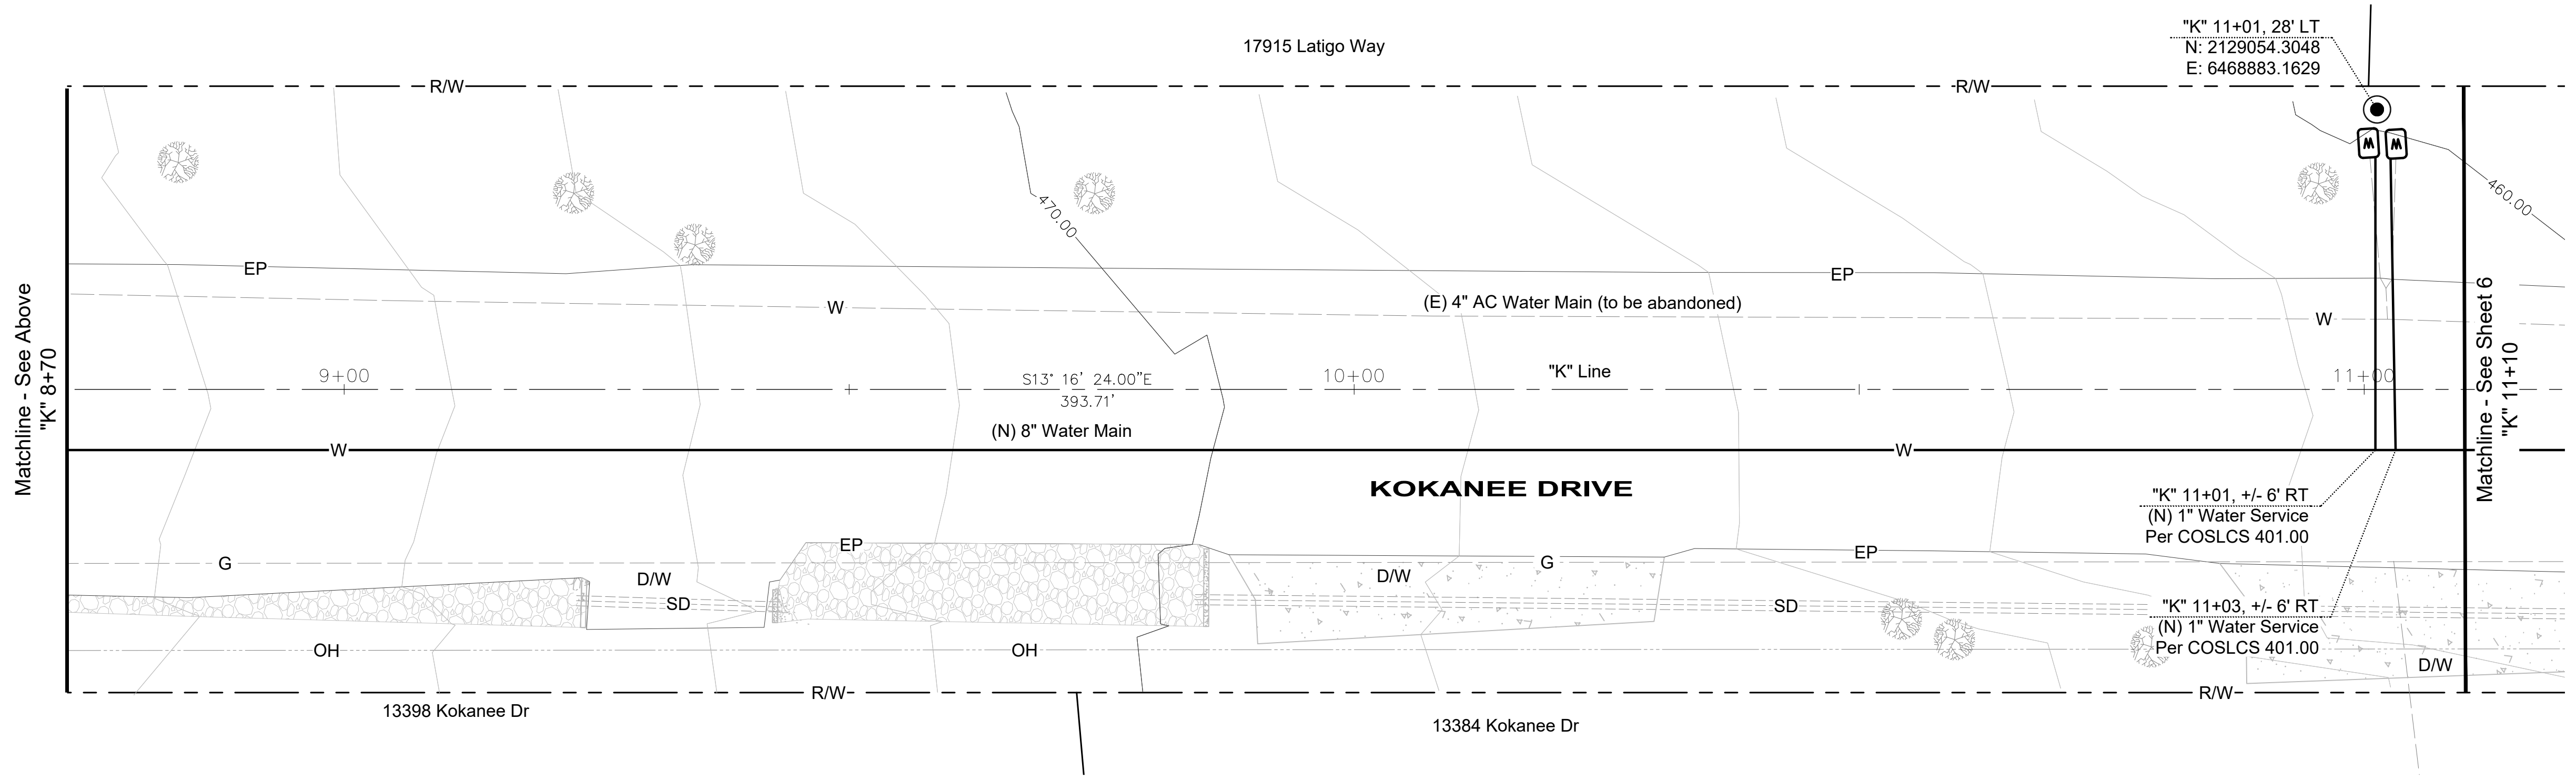 17915 Latigo Way
"K" 11+01, 28' LT
N: 2129054.3048
E: 6468883.1629
R/W
R/W
470.00
460.00
EP
EP
W
(E) 4" AC Water Main (to be abandoned)
W
Matchline - See Above
"K" 8+70
9+00
S13° 16' 24.00"E
393.71'
10+00
"K" Line
11+00
Matchline - See Sheet 6
"K" 11+10
(N) 8" Water Main
W
W
KOKANEE DRIVE
"K" 11+01, +/- 6' RT
(N) 1" Water Service
Per COSLCS 401.00
G
EP
G
EP
D/W
D/W
SD
SD
"K" 11+03, +/- 6' RT
(N) 1" Water Service
Per COSLCS 401.00
OH
OH
D/W
R/W
R/W
13398 Kokanee Dr
13384 Kokanee Dr
W
W